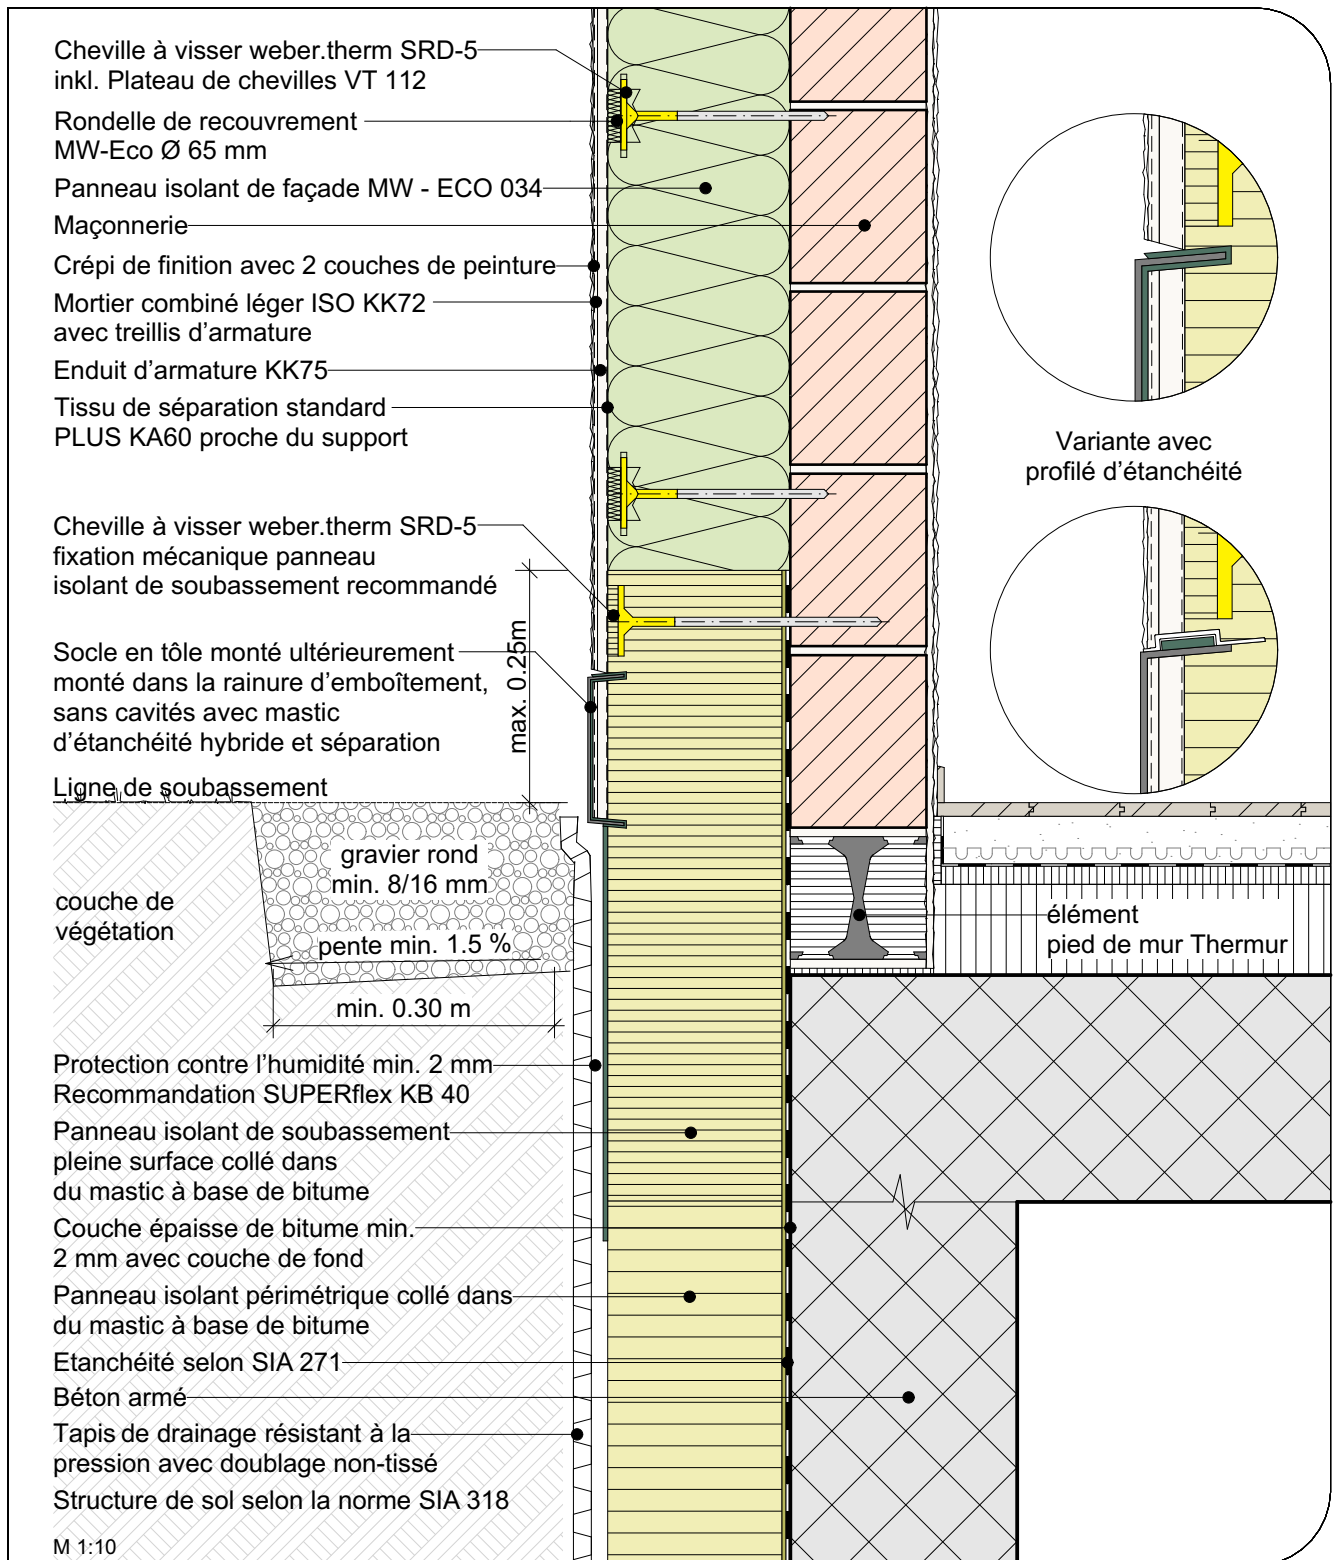 Cheville à visser weber.therm SRD-5
inkl. Plateau de chevilles VT 112
Rondelle de recouvrement
MW-Eco Ø 65 mm
Panneau isolant de façade MW - ECO 034
Maçonnerie
Crépi de finition avec 2 couches de peinture
Mortier combiné léger ISO KK72
avec treillis d'armature
Enduit d'armature KK75
Tissu de séparation standard
PLUS KA60 proche du support
Variante avec
profilé d'étanchéité
Cheville à visser weber.therm SRD-5
fixation mécanique panneau
isolant de soubassement recommandé
max. 0.25m
Socle en tôle monté ultérieurement
monté dans la rainure d'emboîtement,
sans cavités avec mastic
d'étanchéité hybride et séparation
Ligne de soubassement
gravier rond
min. 8/16 mm
couche de
végétation
pente min. 1.5 %
min. 0.30 m
élément
pied de mur Thermur
Protection contre l'humidité min. 2 mm
Recommandation SUPERflex KB 40
Panneau isolant de soubassement
pleine surface collé dans
du mastic à base de bitume
Couche épaisse de bitume min.
2 mm avec couche de fond
Panneau isolant périmétrique collé dans
du mastic à base de bitume
Etanchéité selon SIA 271
Béton armé
Tapis de drainage résistant à la
pression avec doublage non-tissé
Structure de sol selon la norme SIA 318
M 1:10